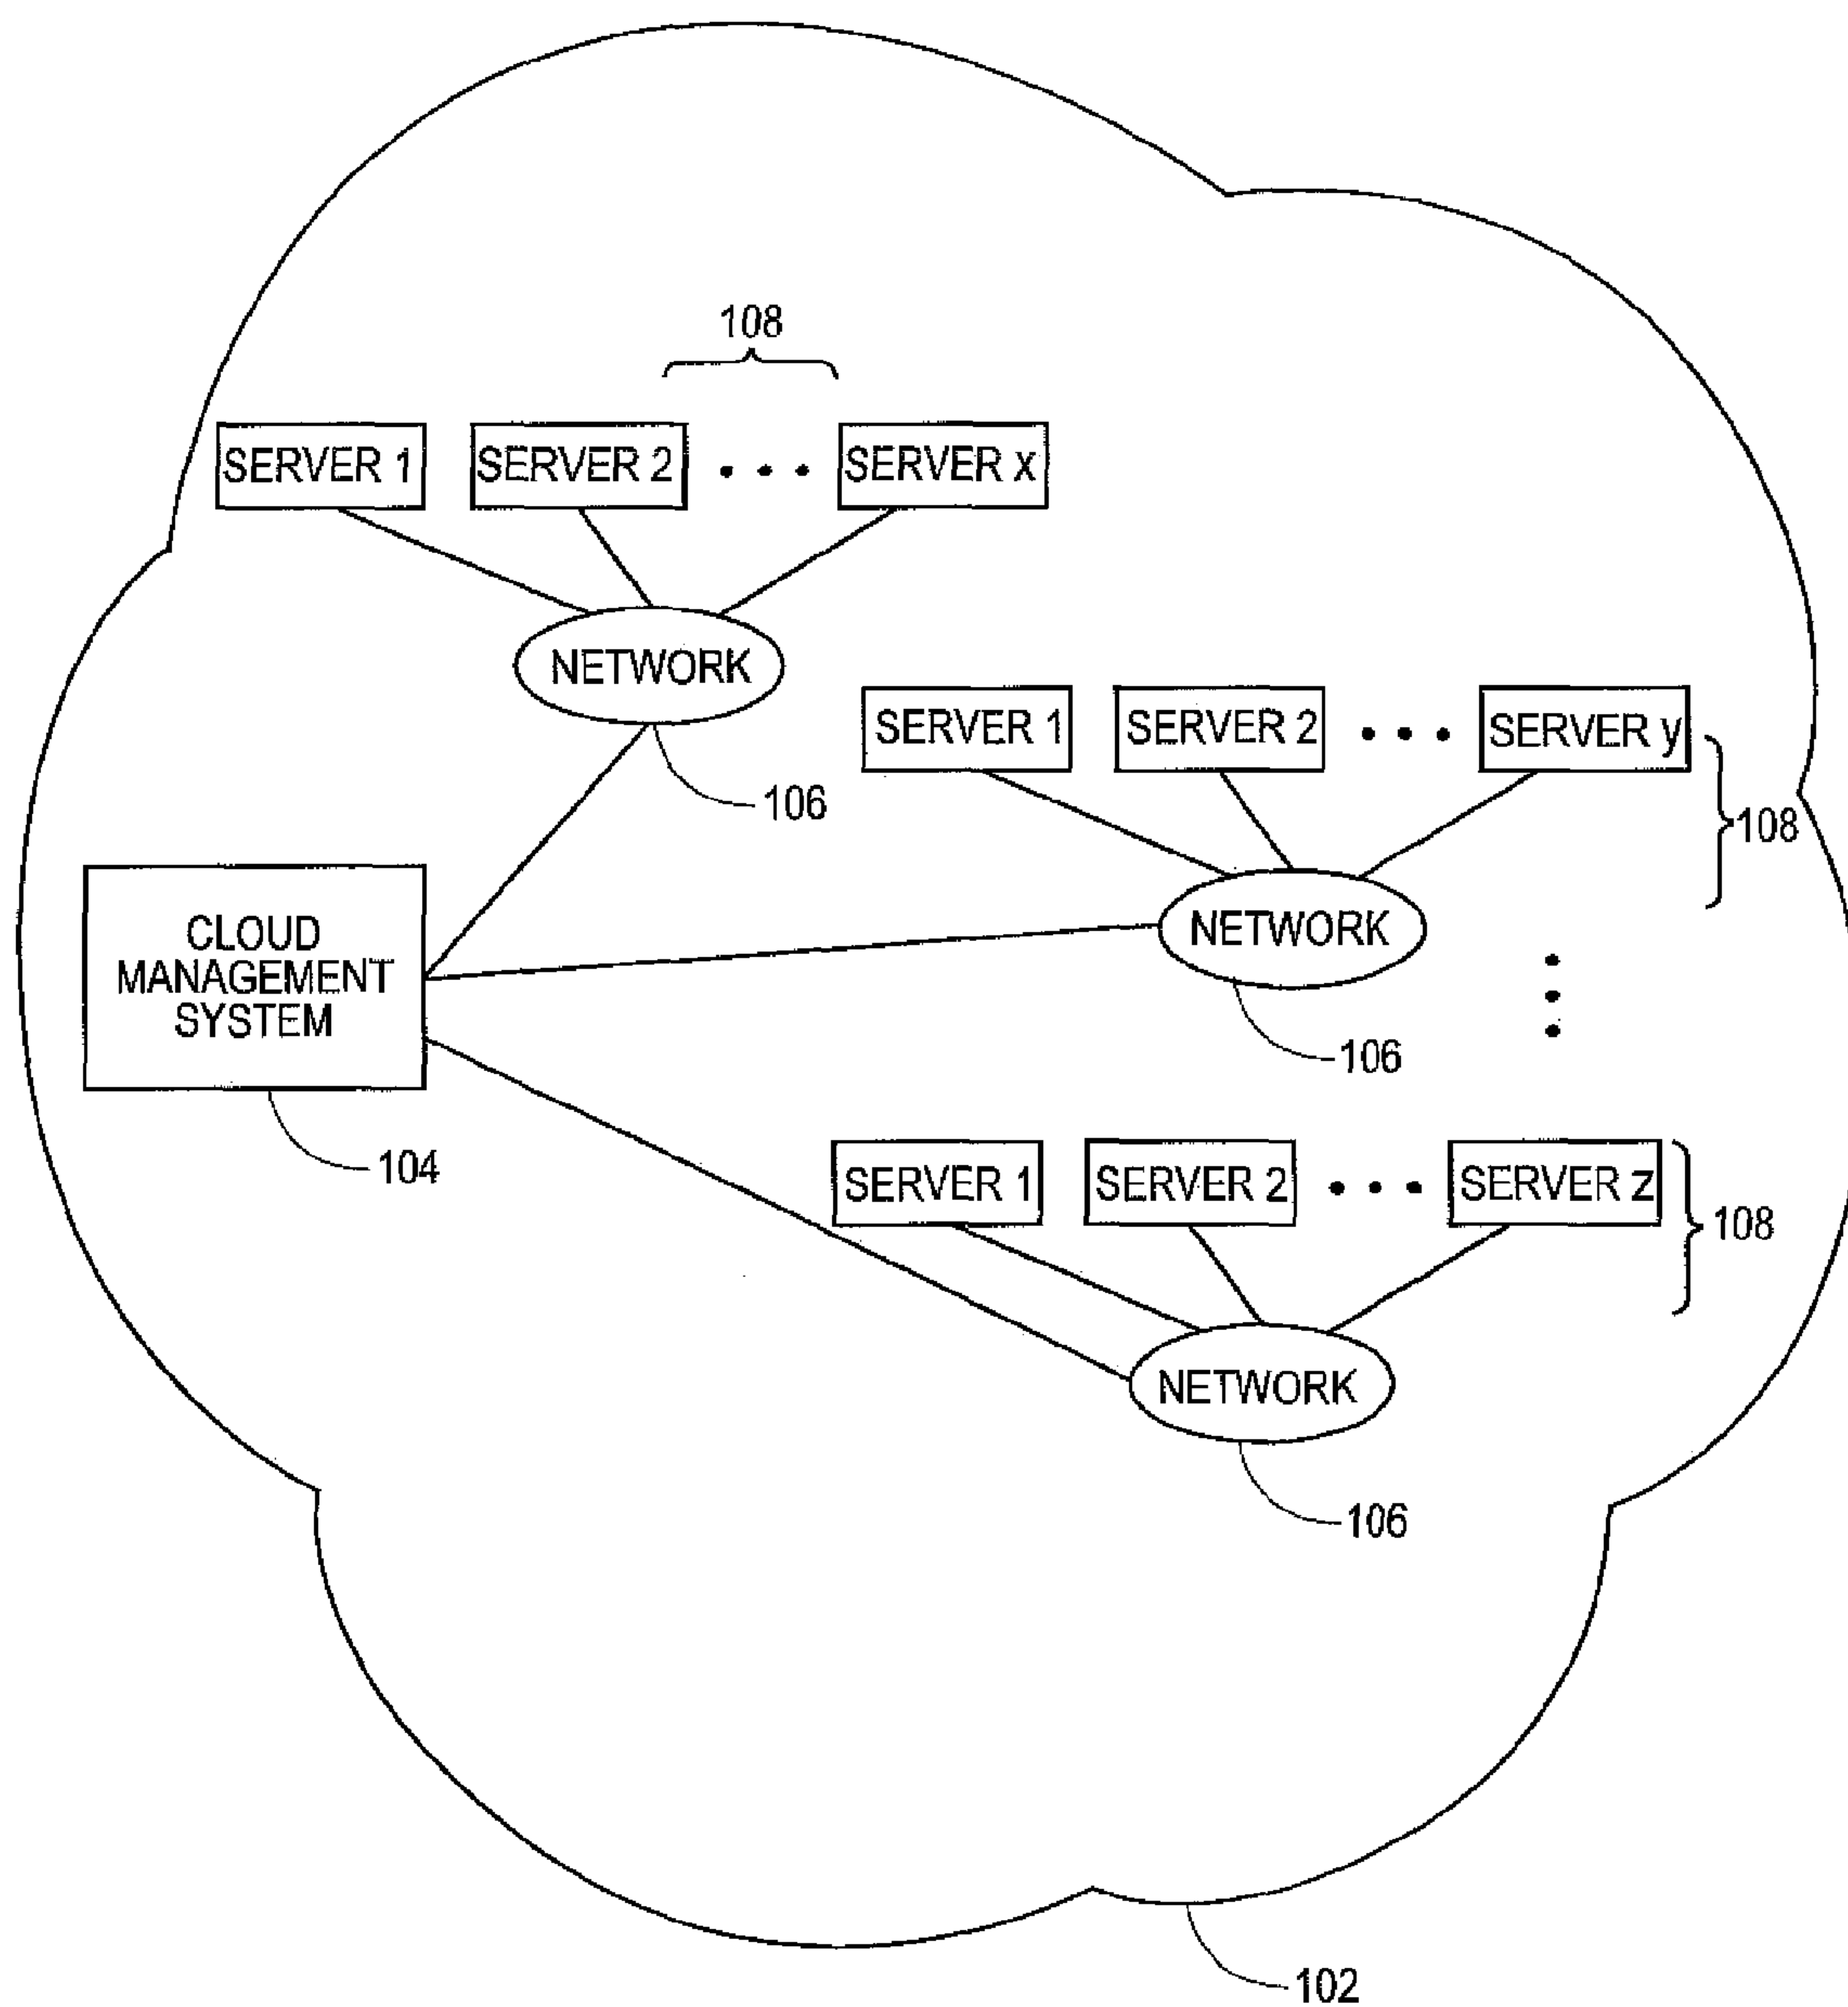 108
SERVER 1
SERVER 2
SERVER x
NETWORK
106
SERVER 1
SERVER 2
SERVER y
108
NETWORK
106
CLOUD
MANAGEMENT
SYSTEM
104
SERVER 1
SERVER 2
SERVER z
108
NETWORK
106
102